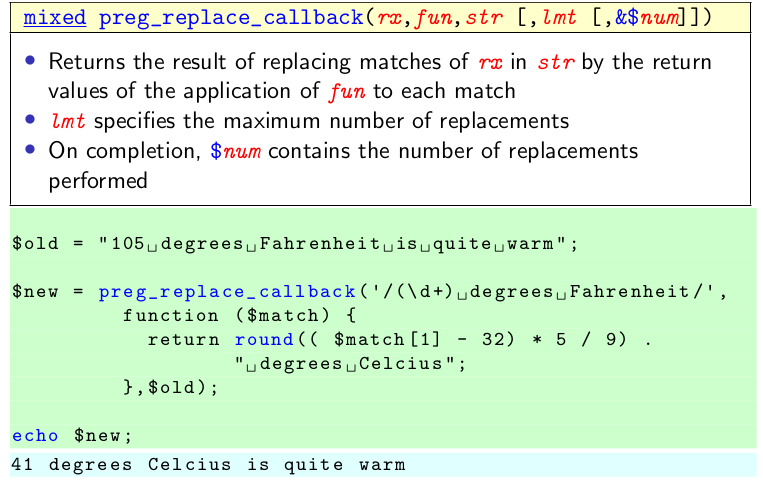 mixed preg_replace_callback(rx,fun,str [,lmt [,&$num]])
• Returns the result of replacing matches of rx in str by the return
values of the application of fun to each match
• lmt specifies the maximum number of replacements
• On completion, $num contains the number of replacements
performed
$old = "105␣degrees␣Fahrenheit␣is␣quite␣warm";
$new = preg_replace_callback('/(\d+)␣degrees␣Fahrenheit/',
function ($match) {
return round(( $match[1] - 32) * 5 / 9) .
"␣degrees␣Celcius";
},$old);
echo $new;
41 degrees Celcius is quite warm